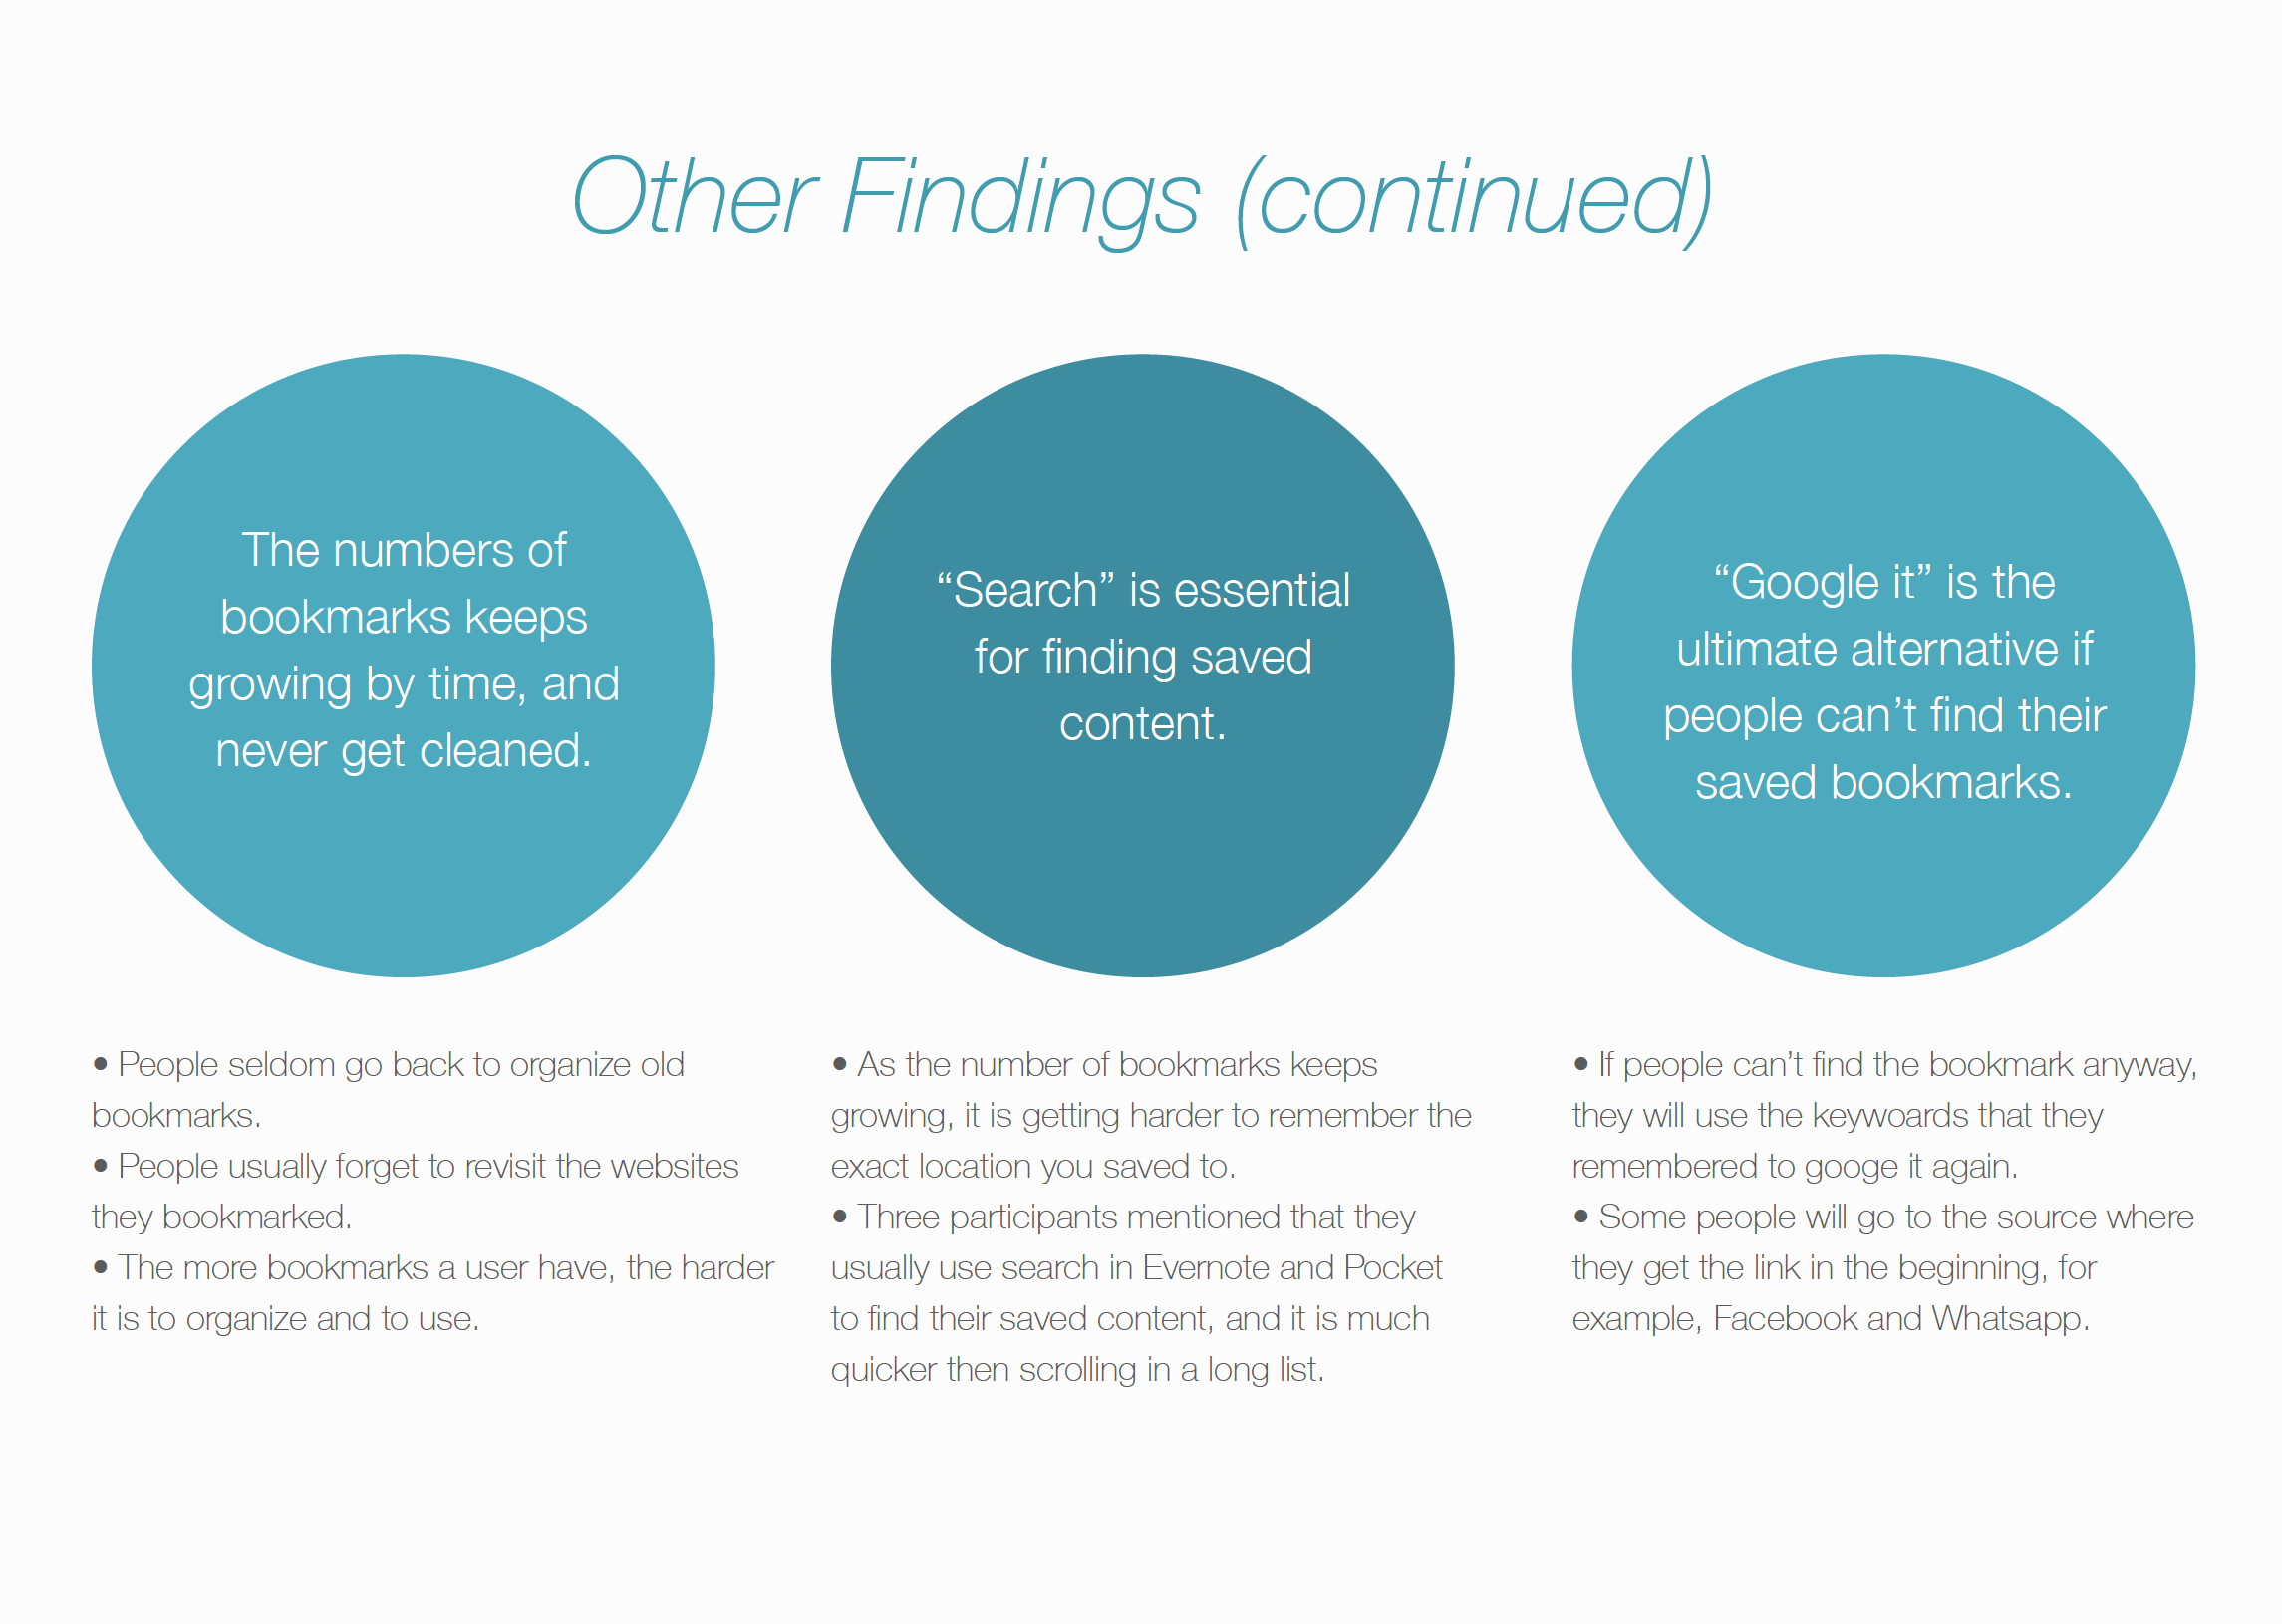 Other Findings (continued)
The numbers of
bookmarks keeps
growing by time, and
never get cleaned.
“Search” is essential
for finding saved
content.
“Google it” is the
ultimate alternative if
people can’t find their
saved bookmarks.
• People seldom go back to organize old
bookmarks.
• People usually forget to revisit the websites
they bookmarked.
• The more bookmarks a user have, the harder
it is to organize and to use.
• As the number of bookmarks keeps
growing, it is getting harder to remember the
exact location you saved to.
• Three participants mentioned that they
usually use search in Evernote and Pocket
to find their saved content, and it is much
quicker then scrolling in a long list.
• If people can’t find the bookmark anyway,
they will use the keywoards that they
remembered to googe it again.
• Some people will go to the source where
they get the link in the beginning, for
example, Facebook and Whatsapp.